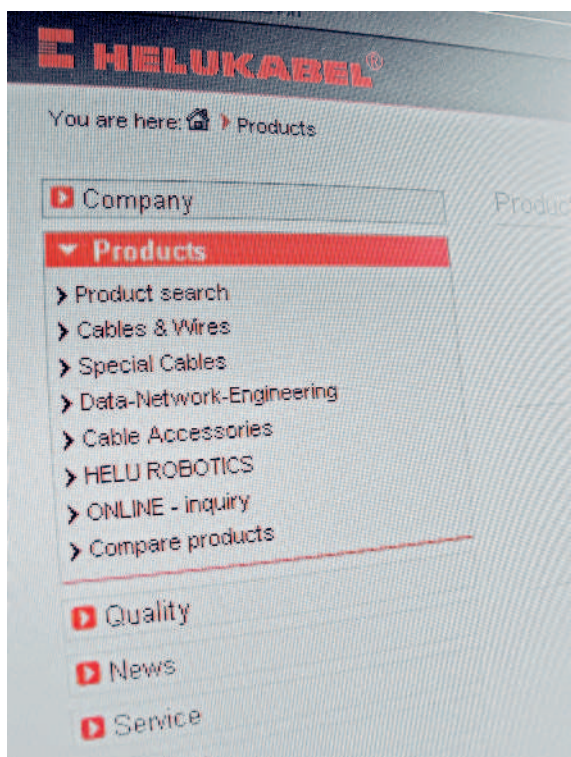 HELUKABEL®
You are here: Products
Company
Produc
Products
Product search
Cables & Wires
Special Cables
Data-Network-Engineering
Cable Accessories
HELU ROBOTICS
ONLINE - inquiry
Compare products
Quality
News
Service